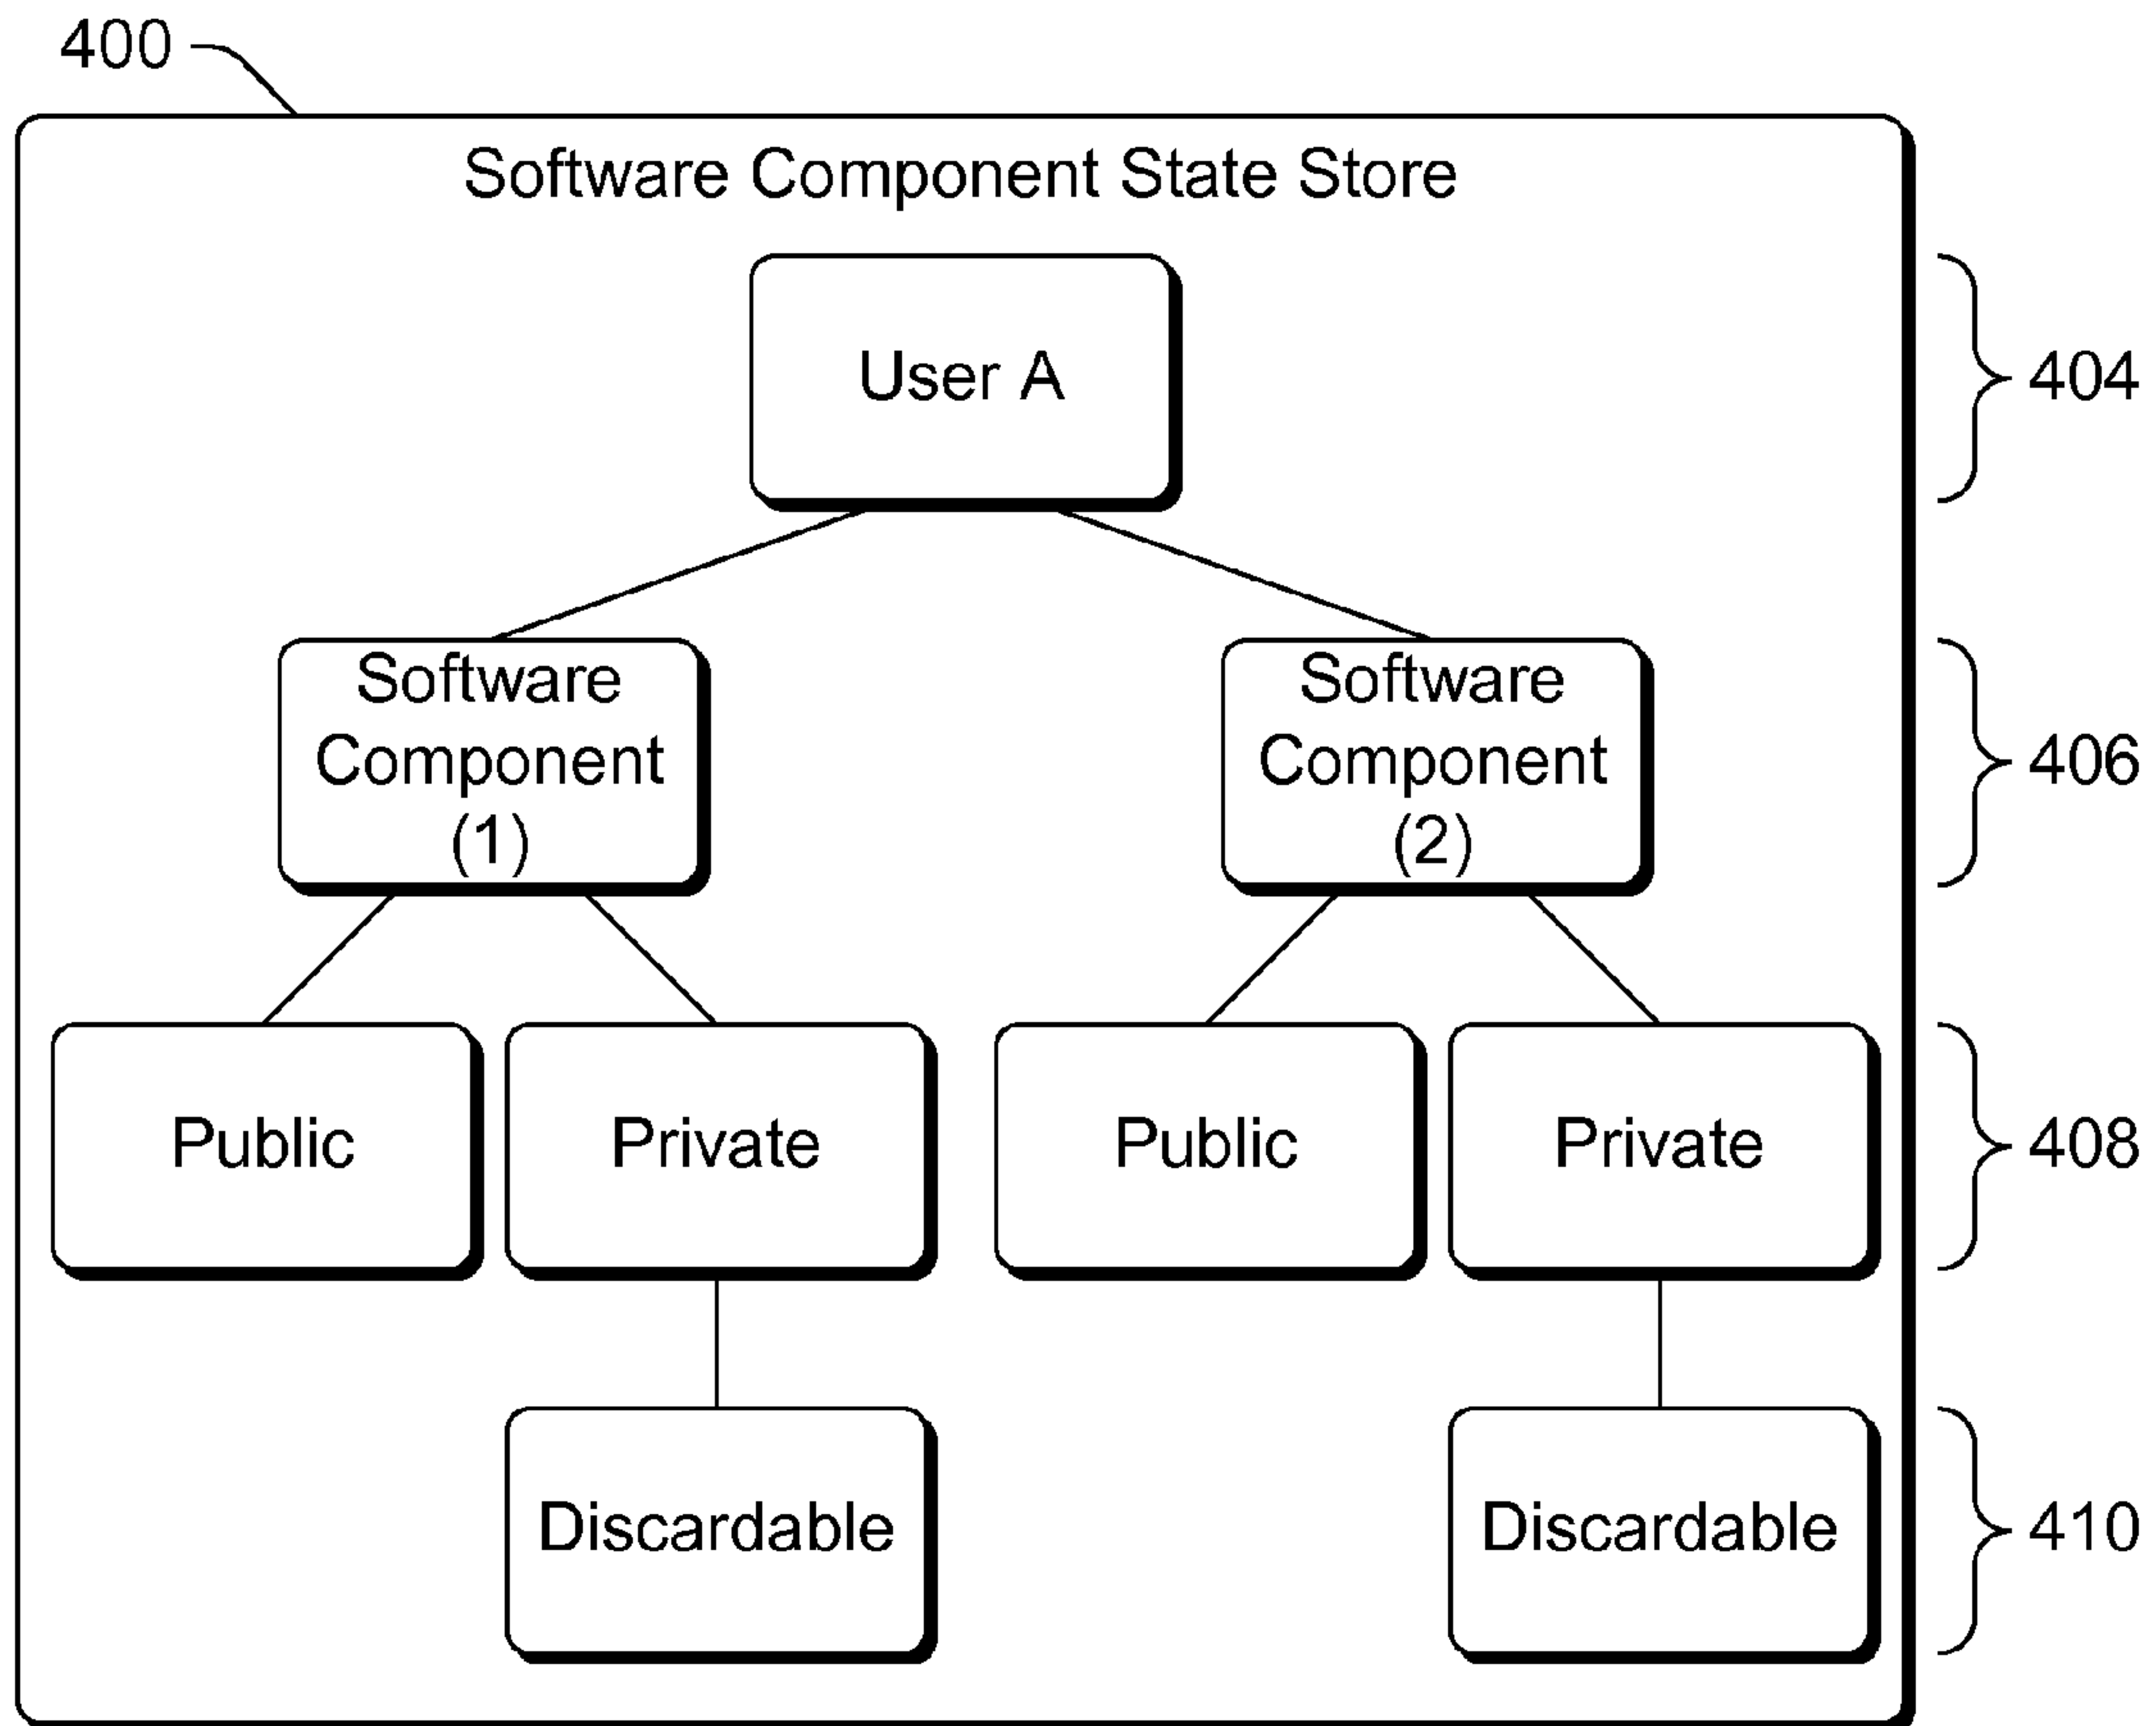 400
Software Component State Store
User A
404
Software
Component
(1)
Software
Component
(2)
406
Public
Private
Public
Private
408
Discardable
Discardable
410